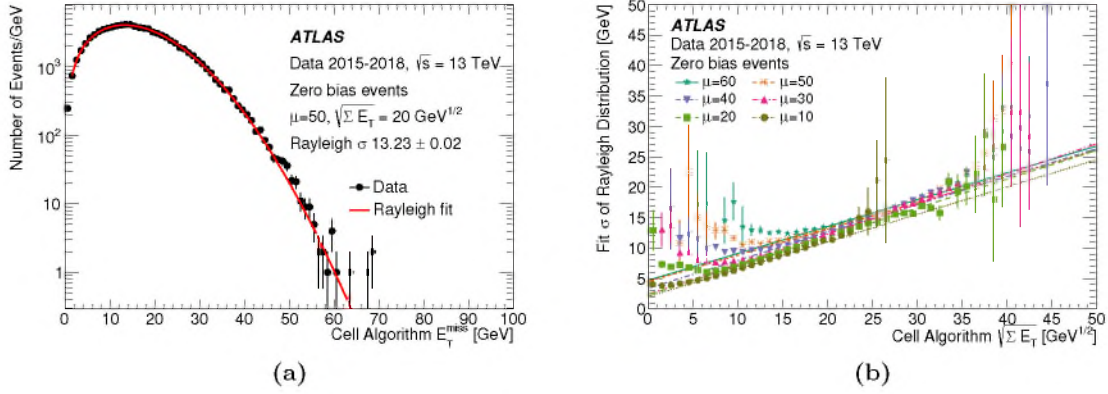 Number of Events/GeV
10³
10²
10
1
ATLAS
Data 2015-2018, √s = 13 TeV
Zero bias events
μ=50, √Σ E_T = 20 GeV^1/2
Rayleigh σ 13.23 ± 0.02
Data
Rayleigh fit
0 10 20 30 40 50 60 70 80 90 100
Cell Algorithm E_T^miss [GeV]
(a)
Fit σ of Rayleigh Distribution [GeV]
50
45
40
35
30
25
20
15
10
5
0
ATLAS
Data 2015-2018, √s = 13 TeV
Zero bias events
μ=60 μ=50
μ=40 μ=30
μ=20 μ=10
0 5 10 15 20 25 30 35 40 45 50
Cell Algorithm √Σ E_T [GeV^1/2]
(b)